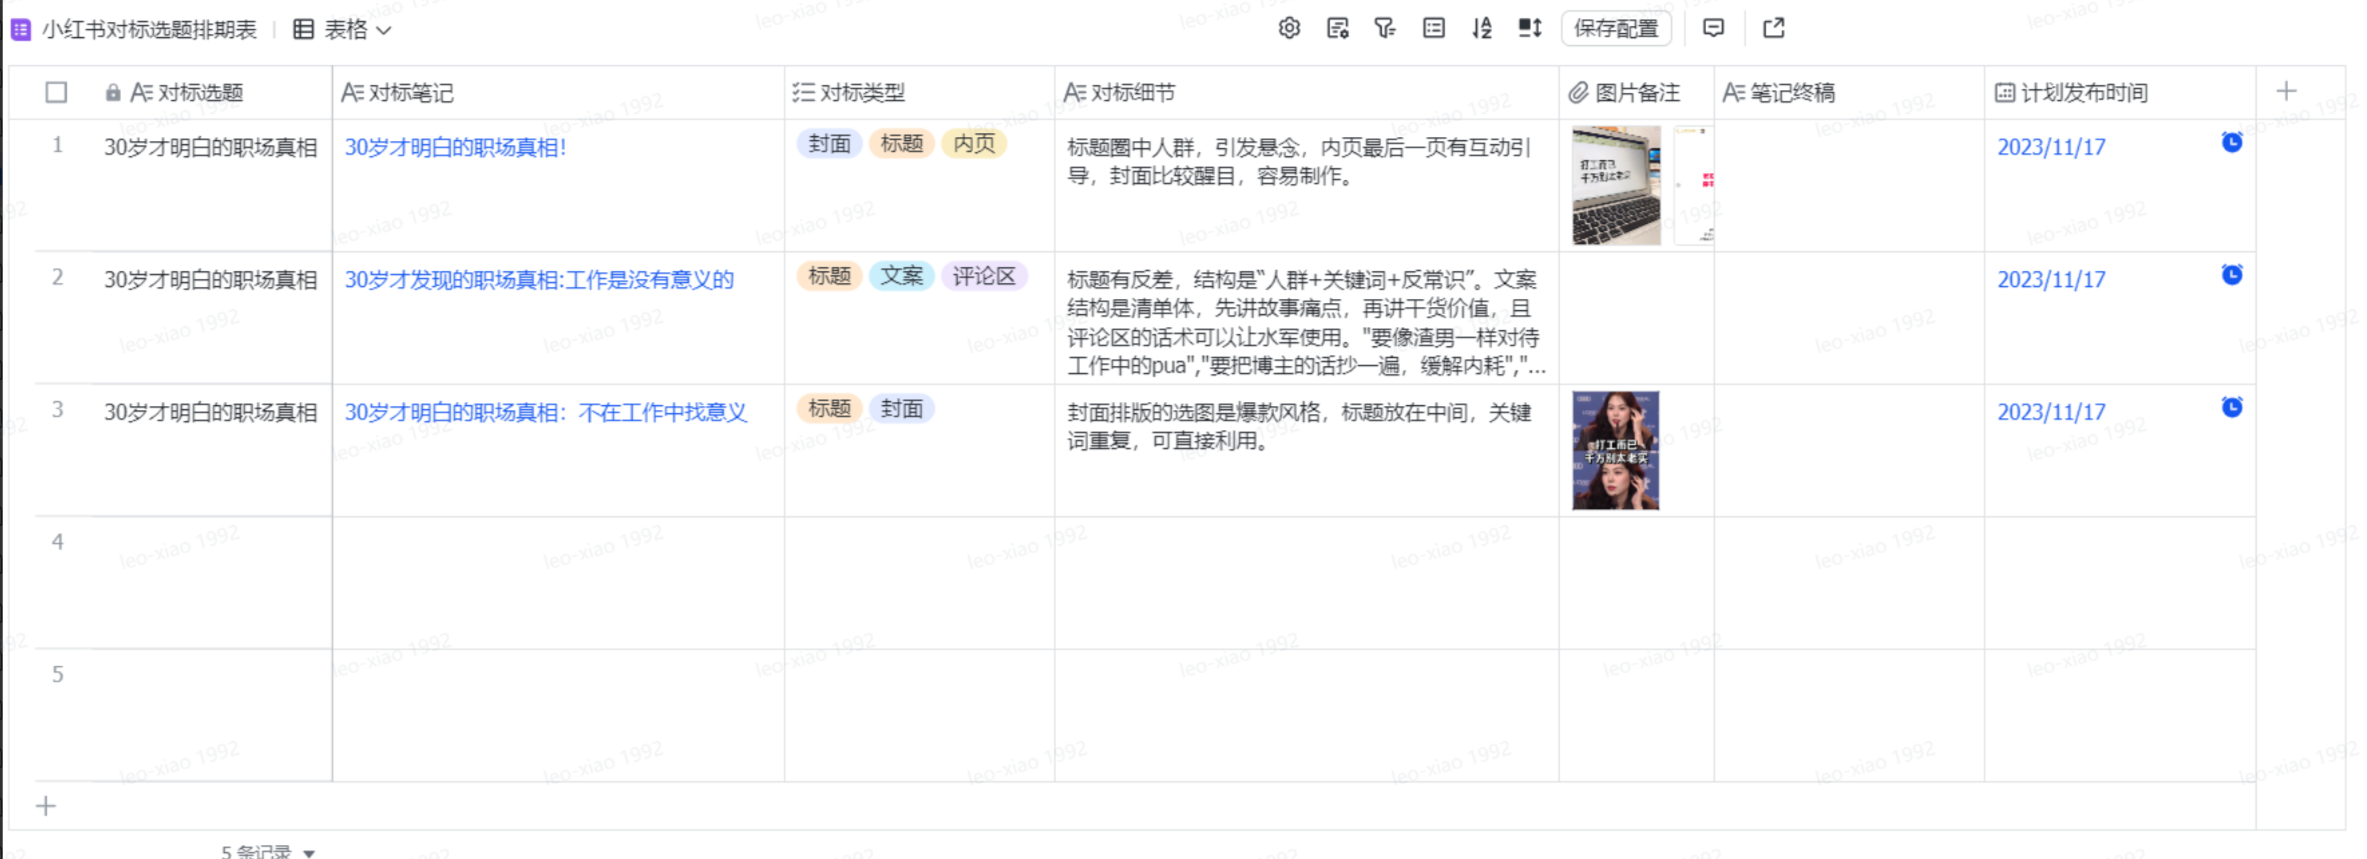 小红书对标选题排期表 表格 保存配置
对标选题 对标笔记 对标类型 对标细节 图片备注 笔记终稿 计划发布时间
1 30岁才明白的职场真相 30岁才明白的职场真相! 封面 标题 内页 标题圈中人群，引发悬念，内页最后一页有互动引 2023/11/17
导，封面比较醒目，容易制作。
打工而已
千万别太老实
2 30岁才明白的职场真相 30岁才发现的职场真相:工作是没有意义的 标题 文案 评论区 标题有反差，结构是“人群+关键词+反常识”。文案 2023/11/17
结构是清单体，先讲故事痛点，再讲干货价值，且
评论区的话术可以让水军使用。"要像渣男一样对待
工作中的pua","要把博主的话抄一遍，缓解内耗","...
3 30岁才明白的职场真相 30岁才明白的职场真相：不在工作中找意义 标题 封面 封面排版的选图是爆款风格，标题放在中间，关键 2023/11/17
词重复，可直接利用。
打工而已
千万别太老实
4
5
5 条记录
leo-xiao 1992